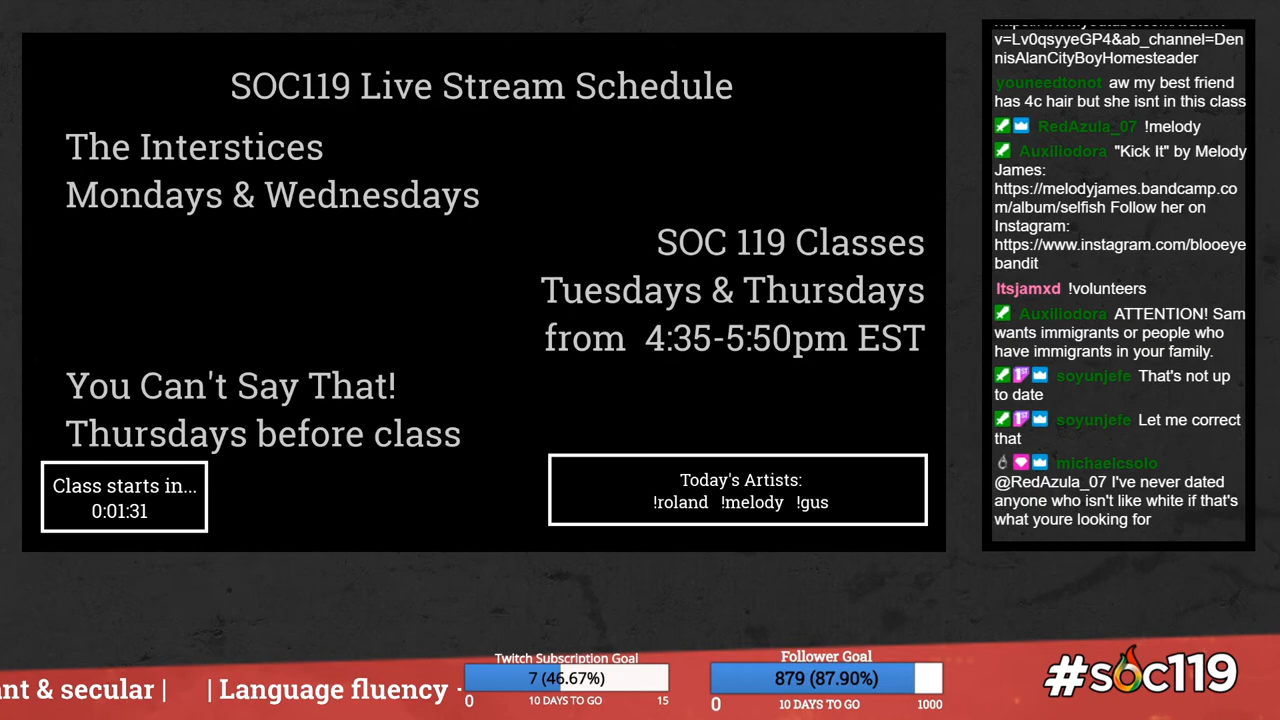 SOC119 Live Stream Schedule
The Interstices
Mondays & Wednesdays
SOC 119 Classes
Tuesdays & Thursdays
from 4:35-5:50pm EST
You Can't Say That!
Thursdays before class
Class starts in...
0:01:31
Today's Artists:
!roland !melody !gus
v=Lv0qsyyeGP4&ab_channel=Den
nisAlanCityBoyHomesteader
youneedtonot aw my best friend
has 4c hair but she isnt in this class
RedAzula_07 !melody
Auxiliodora "Kick It" by Melody
James:
https://melodyjames.bandcamp.co
m/album/selfish Follow her on
Instagram:
https://www.instagram.com/blooeye
bandit
Itsjamxd !volunteers
Auxiliodora ATTENTION! Sam
wants immigrants or people who
have immigrants in your family.
soyunjefe That's not up
to date
soyunjefe Let me correct
that
michaelcsolo
@RedAzula_07 I've never dated
anyone who isn't like white if that's
what youre looking for
nt & secular | | Language fluency -
Twitch Subscription Goal
7 (46.67%)
0 10 DAYS TO GO 15
Follower Goal
879 (87.90%)
0 10 DAYS TO GO 1000
#sóc119